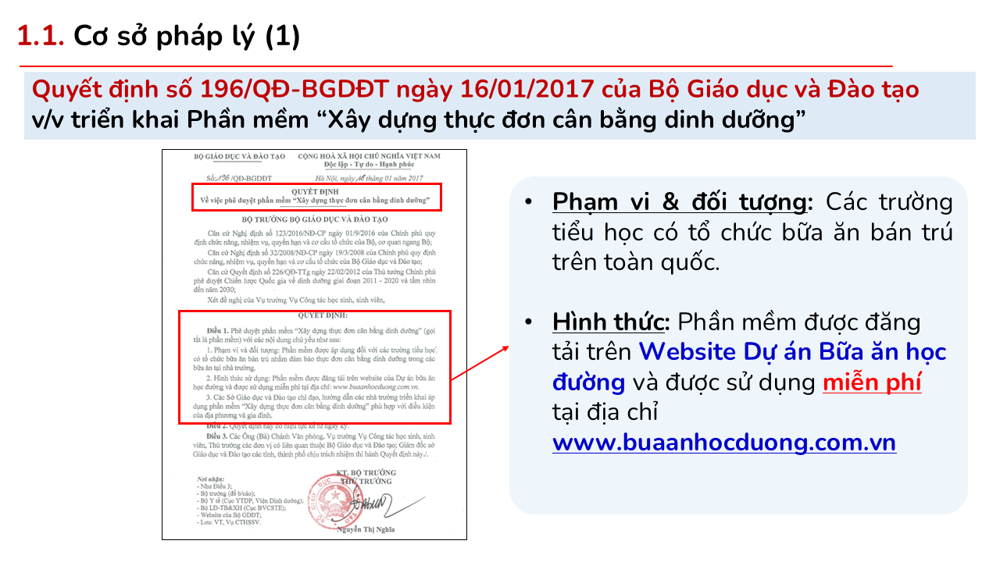 1.1. Cơ sở pháp lý (1)
Quyết định số 196/QĐ-BGDĐT ngày 16/01/2017 của Bộ Giáo dục và Đào tạo
v/v triển khai Phần mềm “Xây dựng thực đơn cân bằng dinh dưỡng”
BỘ GIÁO DỤC VÀ ĐÀO TẠO
CỘNG HOÀ XÃ HỘI CHỦ NGHĨA VIỆT NAM
Độc lập - Tự do - Hạnh phúc
Số: 196 /QĐ-BGDĐT
Hà Nội, ngày 16 tháng 01 năm 2017
QUYẾT ĐỊNH
Về việc phê duyệt phần mềm “Xây dựng thực đơn cân bằng dinh dưỡng”
BỘ TRƯỞNG BỘ GIÁO DỤC VÀ ĐÀO TẠO
Căn cứ Nghị định số 123/2016/NĐ-CP ngày 01/9/2016 của Chính phủ quy
định chức năng, nhiệm vụ, quyền hạn và cơ cấu tổ chức của Bộ, cơ quan ngang Bộ;
Căn cứ Nghị định số 32/2008/NĐ-CP ngày 19/3/2008 của Chính phủ quy định
chức năng, nhiệm vụ, quyền hạn và cơ cấu tổ chức của Bộ Giáo dục và Đào tạo;
Căn cứ Quyết định số 226/QĐ-TTg ngày 22/02/2012 của Thủ tướng Chính phủ
phê duyệt Chiến lược Quốc gia về dinh dưỡng giai đoạn 2011 - 2020 và tầm nhìn
đến năm 2030;
Xét đề nghị của Vụ trưởng Vụ Công tác học sinh, sinh viên,
QUYẾT ĐỊNH:
Điều 1. Phê duyệt phần mềm “Xây dựng thực đơn cân bằng dinh dưỡng” (gọi
tắt là phần mềm) với các nội dung chủ yếu như sau:
1. Phạm vi và đối tượng: Phần mềm được áp dụng đối với các trường tiểu học
có tổ chức bữa ăn bán trú nhằm đảm bảo thực đơn cân bằng dinh dưỡng trong các
bữa ăn tại nhà trường.
2. Hình thức sử dụng: Phần mềm được đăng tải trên website của Dự án bữa ăn
học đường và được sử dụng miễn phí tại địa chỉ: www.buaanhocduong.com.vn.
3. Các Sở Giáo dục và Đào tạo chỉ đạo, hướng dẫn các nhà trường triển khai áp
dụng phần mềm “Xây dựng thực đơn cân bằng dinh dưỡng” phù hợp với điều kiện
của địa phương và gia đình.
Điều 2. Quyết định này có hiệu lực kể từ ngày ký.
Điều 3. Các Ông (Bà) Chánh Văn phòng, Vụ trưởng Vụ Công tác học sinh, sinh
viên, Thủ trưởng các đơn vị có liên quan thuộc Bộ Giáo dục và Đào tạo; Giám đốc sở
Giáo dục và Đào tạo các tỉnh, thành phố chịu trách nhiệm thi hành Quyết định này./.
Nơi nhận:
- Như Điều 3;
- Bộ trưởng (để b/cáo);
- Bộ Y tế (Cục YTDP, Viện Dinh dưỡng);
- Bộ LĐ-TB&XH (Cục BVCSTE);
- Website của Bộ GDĐT;
- Lưu: VT, Vụ CTHSSV.
KT. BỘ TRƯỞNG
THỨ TRƯỞNG
Nguyễn Thị Nghĩa
• Phạm vi & đối tượng: Các trường
tiểu học có tổ chức bữa ăn bán trú
trên toàn quốc.
• Hình thức: Phần mềm được đăng
tải trên Website Dự án Bữa ăn học
đường và được sử dụng miễn phí
tại địa chỉ
www.buaanhocduong.com.vn